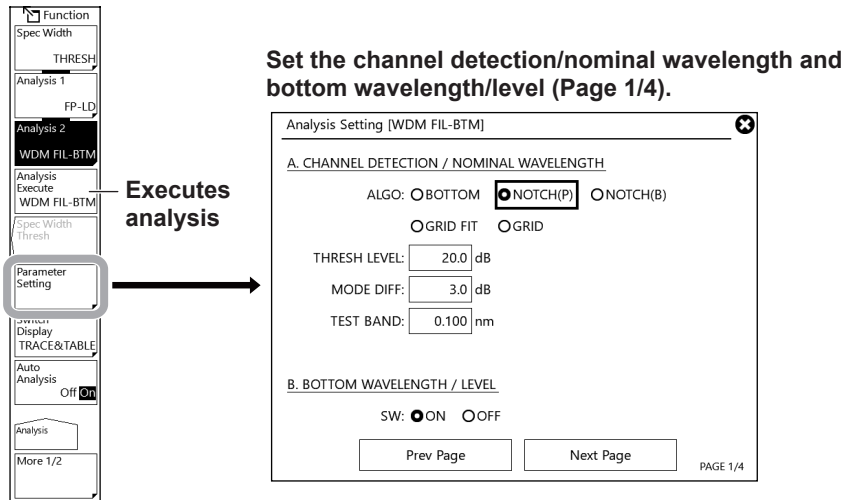 Function
Spec Width
THRESH
Analysis 1
FP-LD
Analysis 2
WDM FIL-BTM
Analysis
Execute
WDM FIL-BTM
Spec Width
Thresh
Parameter
Setting
Switch
Display
TRACE&TABLE
Auto
Analysis
Off On
Analysis
More 1/2
Executes
analysis
Set the channel detection/nominal wavelength and
bottom wavelength/level (Page 1/4).
Analysis Setting [WDM FIL-BTM]
A. CHANNEL DETECTION / NOMINAL WAVELENGTH
ALGO: BOTTOM NOTCH(P) NOTCH(B)
GRID FIT GRID
THRESH LEVEL: 20.0 dB
MODE DIFF: 3.0 dB
TEST BAND: 0.100 nm
B. BOTTOM WAVELENGTH / LEVEL
SW: ON OFF
Prev Page Next Page
PAGE 1/4